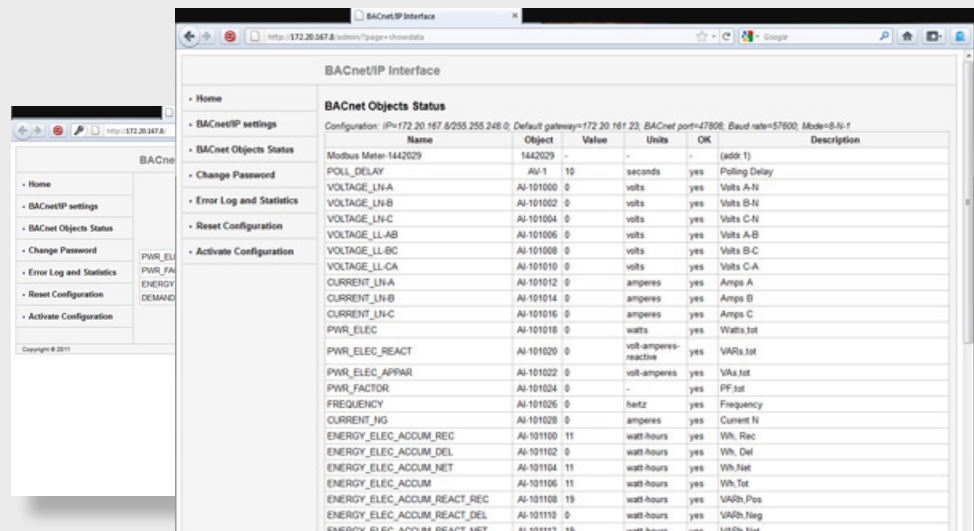 BACnet/IP Interface
http://172.20.167.8/admin/?page=showdata
Google
BACnet/IP Interface
Home
BACnet/IP settings
BACnet Objects Status
Change Password
Error Log and Statistics
Reset Configuration
Activate Configuration
BACnet Objects Status
Configuration: IP=172.20.167.8/255.255.248.0; Default gateway=172.20.161.23; BACnet port=47808; Baud rate=57600; Mode=8-N-1
Name Object Value Units OK Description
Modbus Meter-1442029 1442029 - - - (addr:1)
POLL_DELAY AV-1 10 seconds yes Polling Delay
VOLTAGE_LN-A AI-101000 0 volts yes Volts A-N
VOLTAGE_LN-B AI-101002 0 volts yes Volts B-N
VOLTAGE_LN-C AI-101004 0 volts yes Volts C-N
VOLTAGE_LL-AB AI-101006 0 volts yes Volts A-B
VOLTAGE_LL-BC AI-101008 0 volts yes Volts B-C
VOLTAGE_LL-CA AI-101010 0 volts yes Volts C-A
CURRENT_LN-A AI-101012 0 amperes yes Amps A
CURRENT_LN-B AI-101014 0 amperes yes Amps B
CURRENT_LN-C AI-101016 0 amperes yes Amps C
PWR_ELEC AI-101018 0 watts yes Watts,tot
PWR_ELEC_REACT AI-101020 0 volt-amperes-reactive yes VARs,tot
PWR_ELEC_APPAR AI-101022 0 volt-amperes yes VAs,tot
PWR_FACTOR AI-101024 0 - yes PF,tot
FREQUENCY AI-101026 0 hertz yes Frequency
CURRENT_NG AI-101028 0 amperes yes Current N
ENERGY_ELEC_ACCUM_REC AI-101100 11 watt-hours yes Wh, Rec
ENERGY_ELEC_ACCUM_DEL AI-101102 0 watt-hours yes Wh, Del
ENERGY_ELEC_ACCUM_NET AI-101104 11 watt-hours yes Wh,Net
ENERGY_ELEC_ACCUM AI-101106 11 watt-hours yes Wh,Tot
ENERGY_ELEC_ACCUM_REACT_REC AI-101108 19 watt-hours yes VARh,Pos
ENERGY_ELEC_ACCUM_REACT_DEL AI-101110 0 watt-hours yes VARh,Neg
ENERGY_ELEC_ACCUM_REACT_NET AI-101112 19 watt-hours yes VARh,Net
http://172.20.167.8/
BACne
Home
BACnet/IP settings
BACnet Objects Status
Change Password
Error Log and Statistics
Reset Configuration
Activate Configuration
PWR_EL
PWR_FA
ENERGY
DEMAND
Copyright © 2011